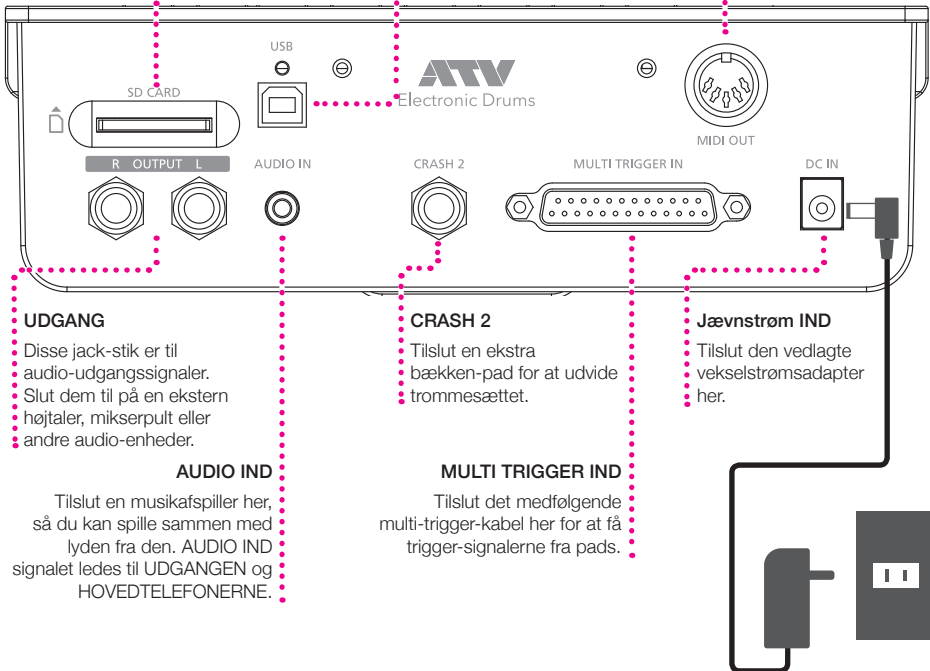 USB
SD CARD
ATV
Electronic Drums
MIDI OUT
R OUTPUT L
AUDIO IN
CRASH 2
MULTI TRIGGER IN
DC IN
UDGANG
Disse jack-stik er til
audio-udgangssignaler.
Slut dem til på en ekstern
højtaler, mikserpult eller
andre audio-enheder.
CRASH 2
Tilslut en ekstra
bækken-pad for at udvide
trommesættet.
Jævnstrøm IND
Tilslut den vedlagte
vekselstrømsadapter
her.
AUDIO IND
Tilslut en musikafspiller her,
så du kan spille sammen med
lyden fra den. AUDIO IND
signalet ledes til UDGANGEN og
HOVEDTELEFONERNE.
MULTI TRIGGER IND
Tilslut det medfølgende
multi-trigger-kabel her for at få
trigger-signalerne fra pads.